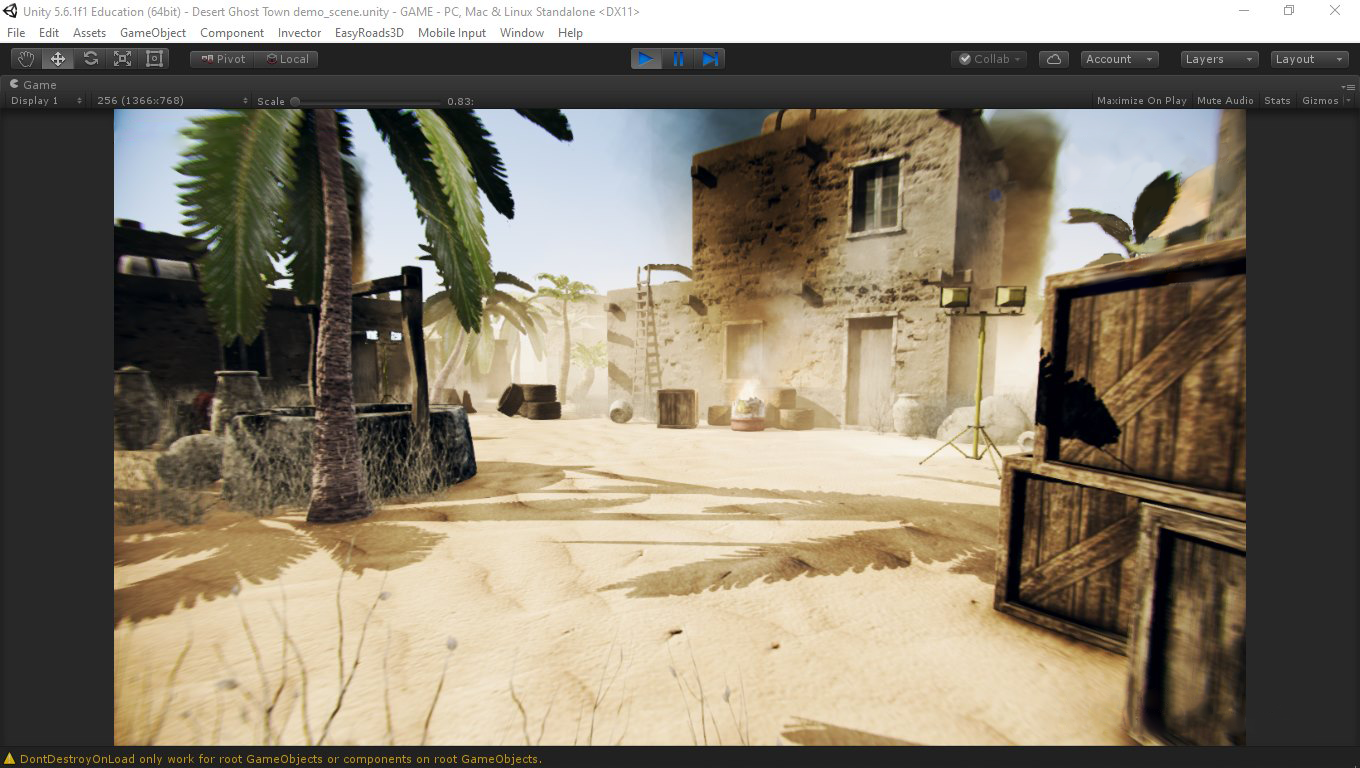 Unity 5.6.1f1 Education (64bit) - Desert Ghost Town demo_scene.unity - GAME - PC, Mac & Linux Standalone <DX11>
File Edit Assets GameObject Component Invector EasyRoads3D Mobile Input Window Help
Pivot Local Collab Account Layers Layout
Game
Display 1 256 (1366x768) Scale 0.83: Maximize On Play Mute Audio Stats Gizmos
DontDestroyOnLoad only work for root GameObjects or components on root GameObjects.